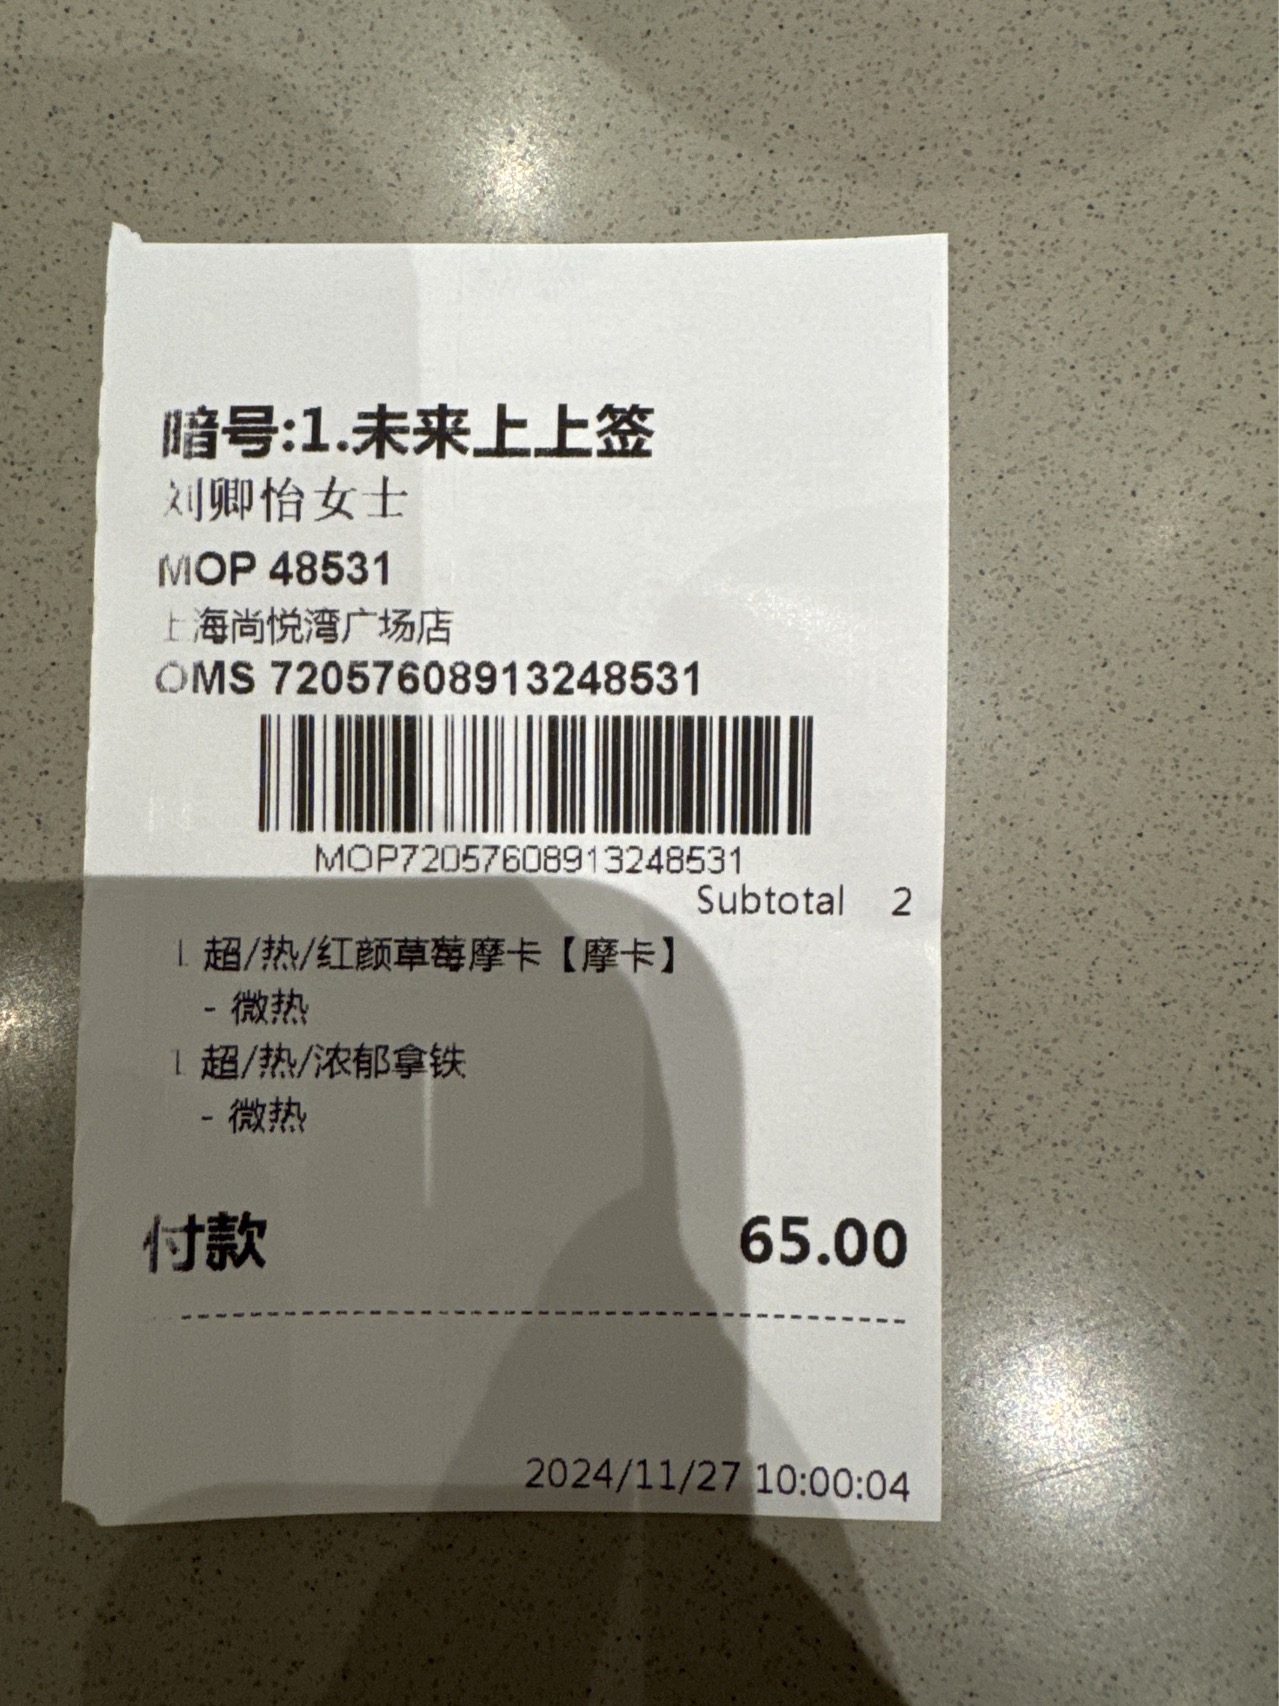 暗号:1.未来上上签
刘卿怡女士
MOP 48531
上海尚悦湾广场店
OMS 72057608913248531
MOP72057608913248531
Subtotal 2
1 超/热/红颜草莓摩卡【摩卡】
- 微热
1 超/热/浓郁拿铁
- 微热
付款 65.00
2024/11/27 10:00:04